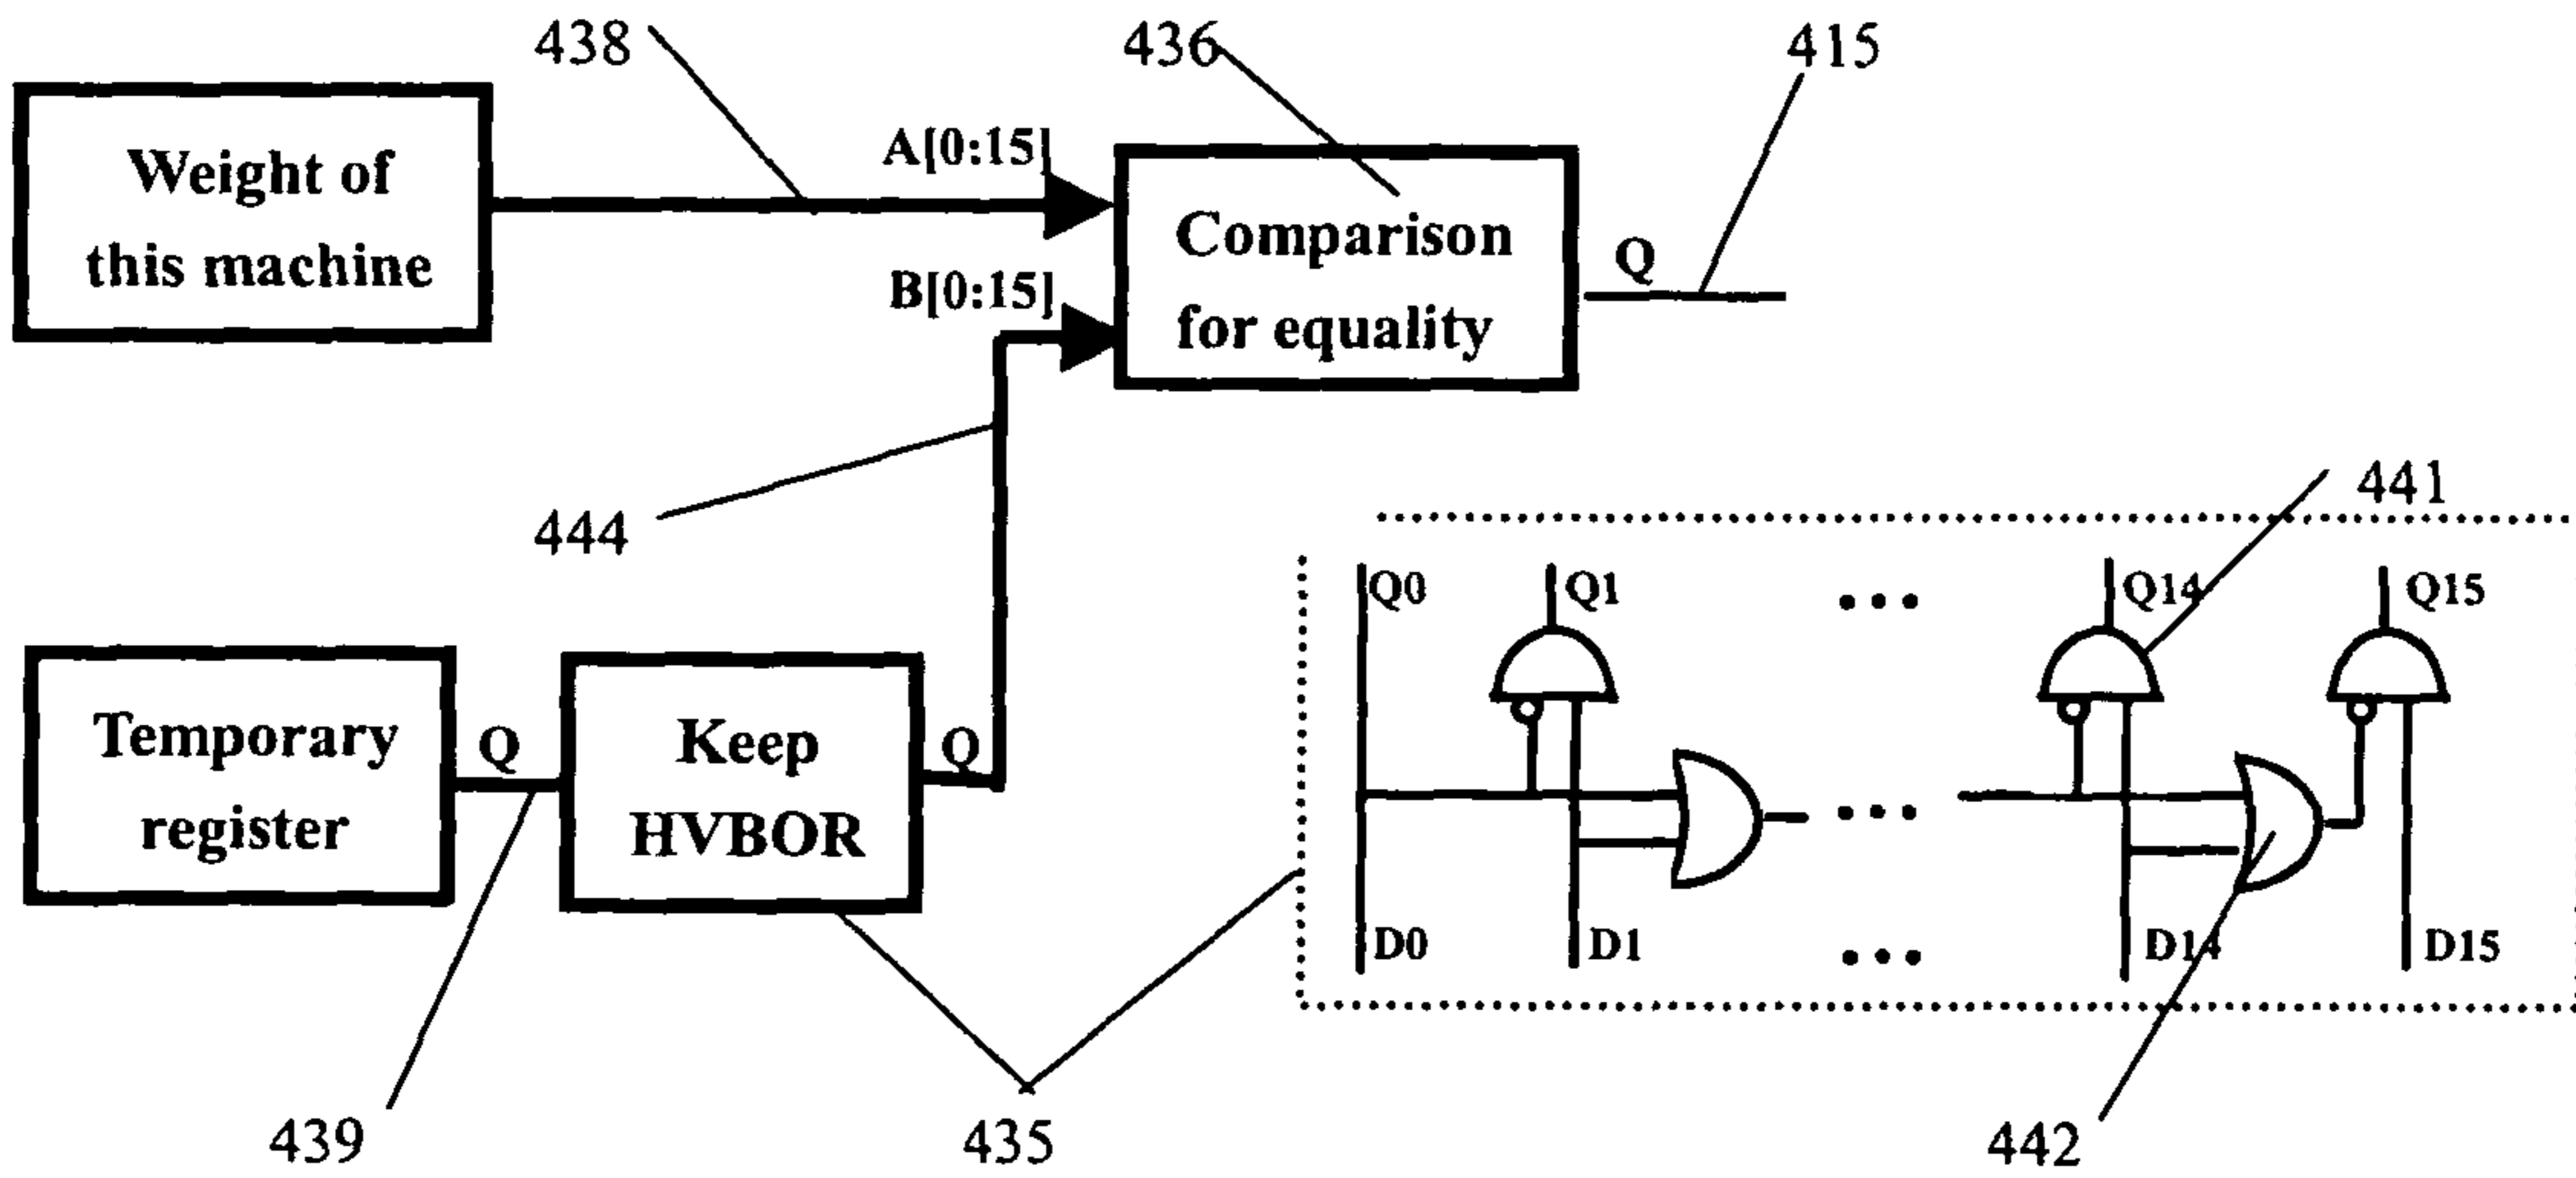 438
436
415
Weight of
this machine
A[0:15]
B[0:15]
Comparison
for equality
Q
444
441
Temporary
register
Q
Keep
HVBOR
Q
Q0
Q1
...
Q14
Q15
...
D0
D1
...
D14
D15
439
435
442